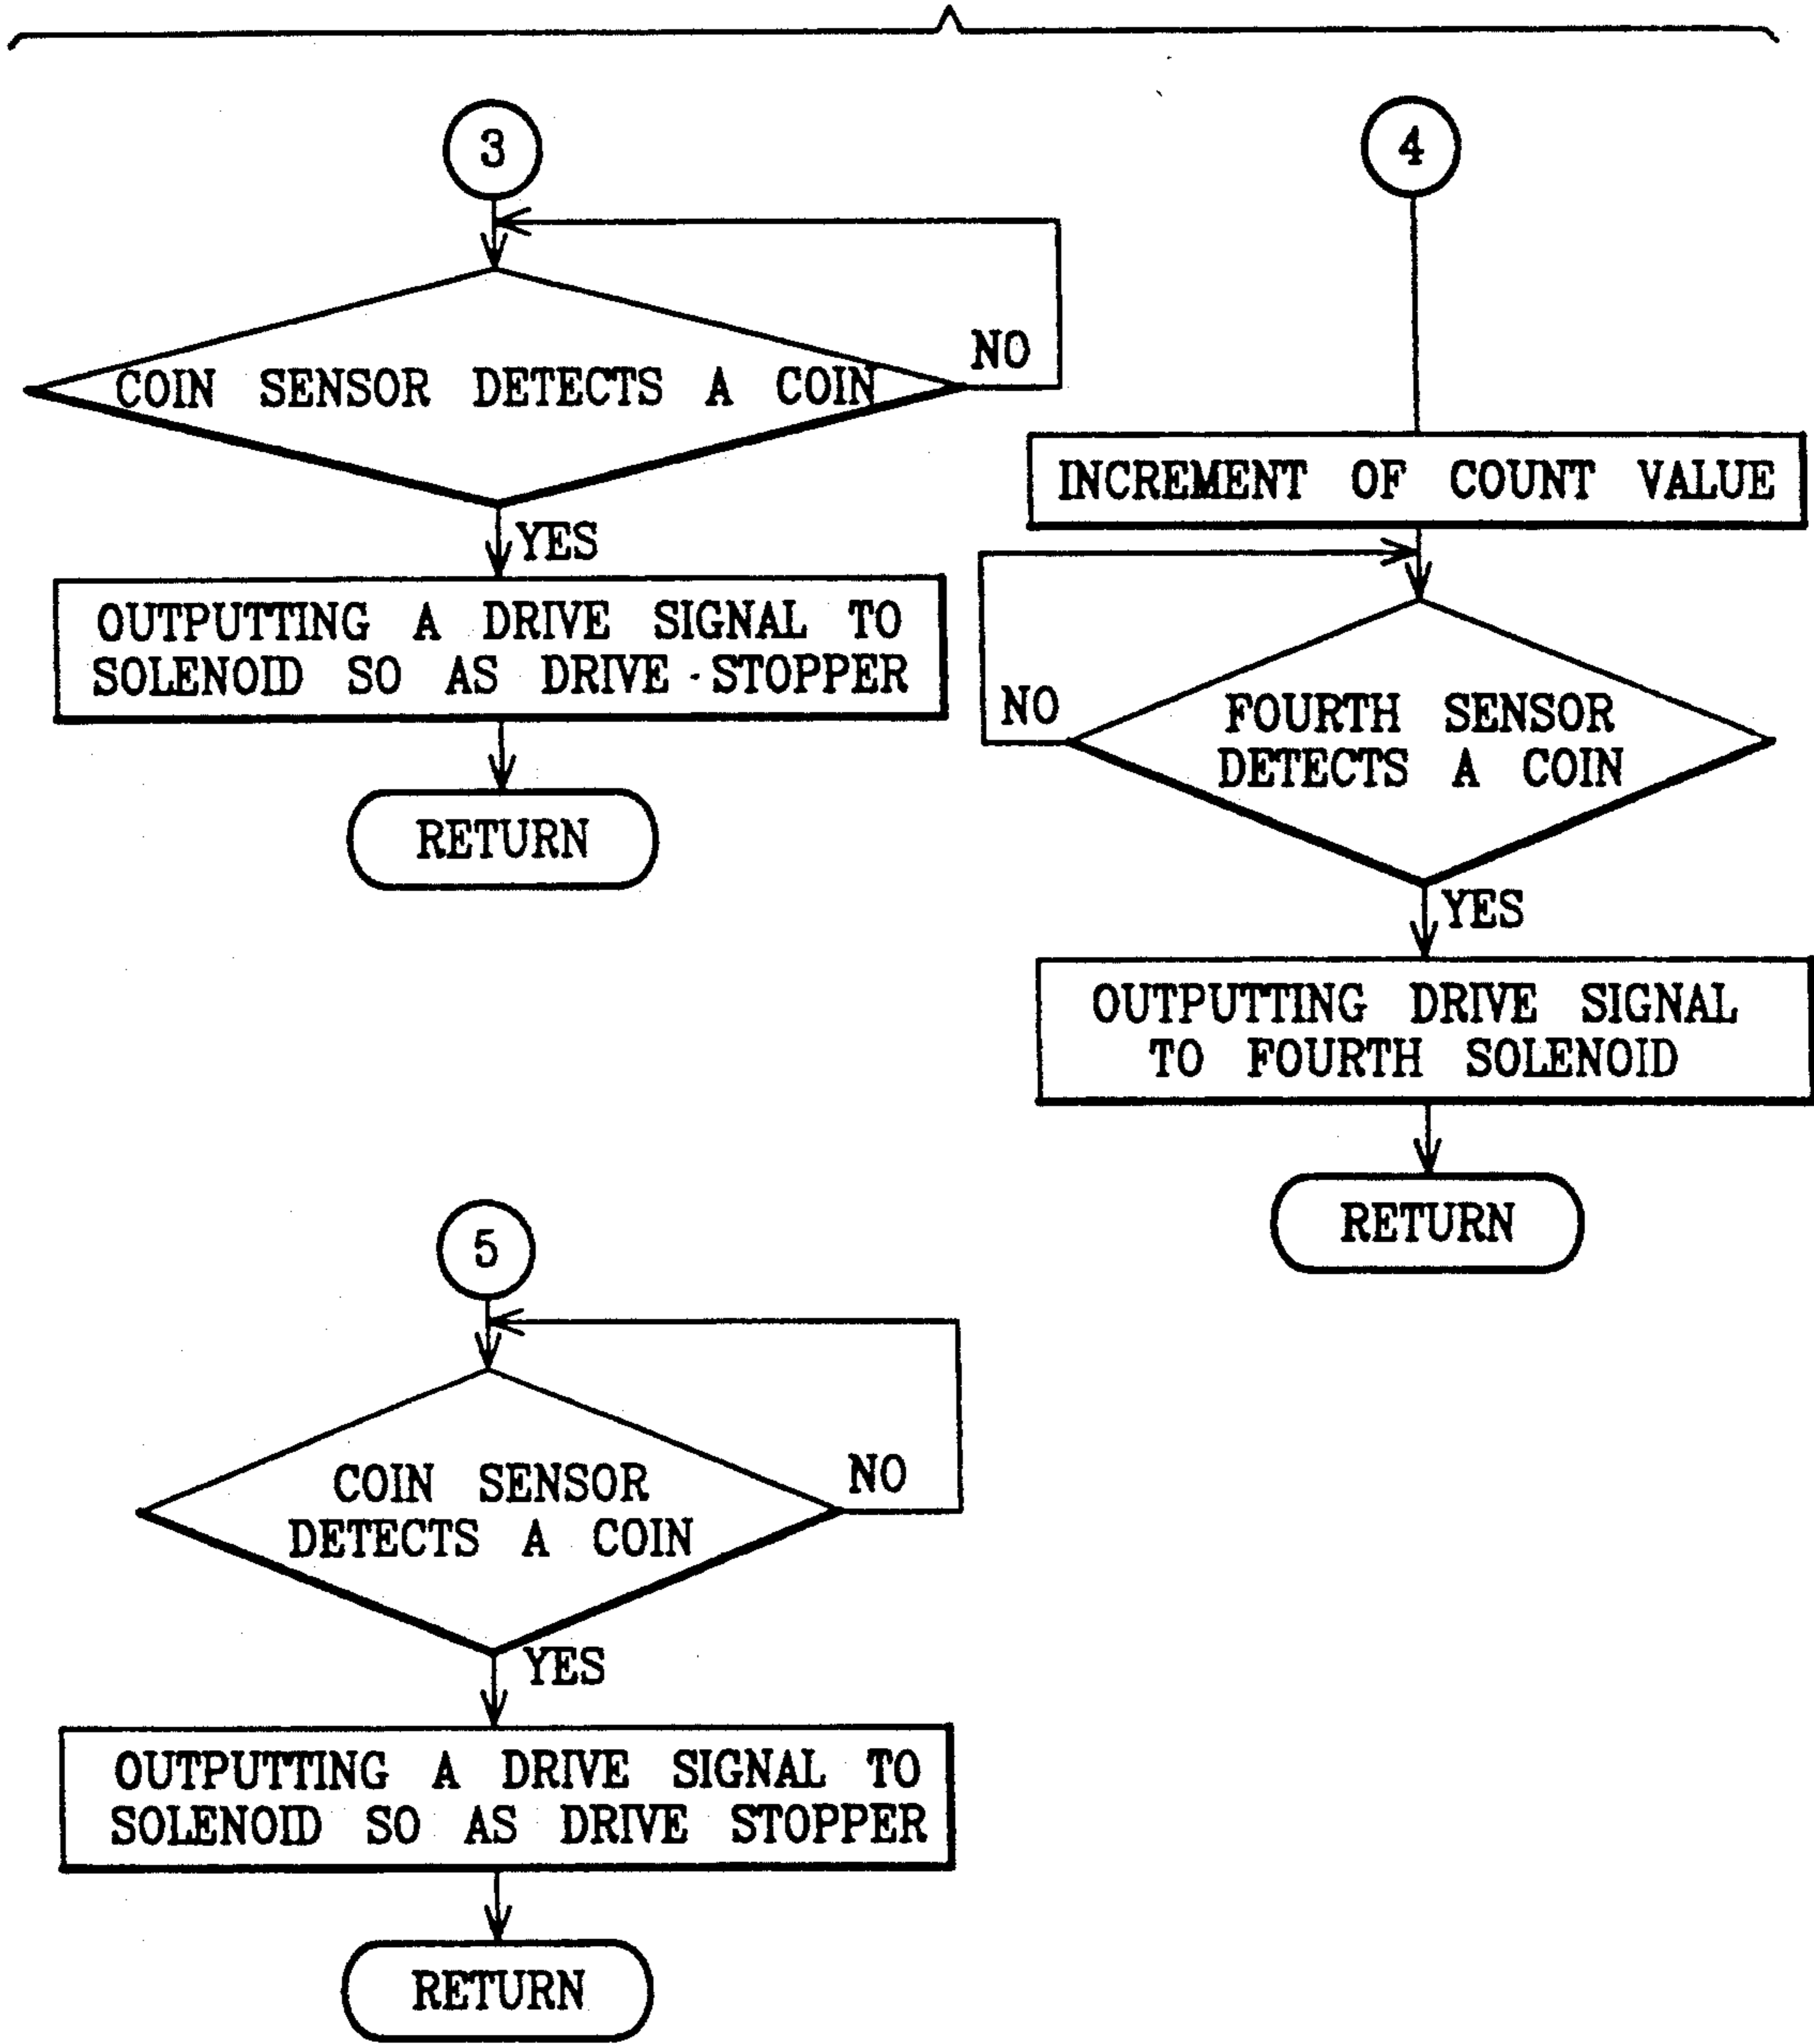 3
COIN SENSOR DETECTS A COIN
NO
YES
OUTPUTTING A DRIVE SIGNAL TO
SOLENOID SO AS DRIVE STOPPER
RETURN
4
INCREMENT OF COUNT VALUE
NO
FOURTH SENSOR
DETECTS A COIN
YES
OUTPUTTING DRIVE SIGNAL
TO FOURTH SOLENOID
RETURN
5
COIN SENSOR
DETECTS A COIN
NO
YES
OUTPUTTING A DRIVE SIGNAL TO
SOLENOID SO AS DRIVE STOPPER
RETURN